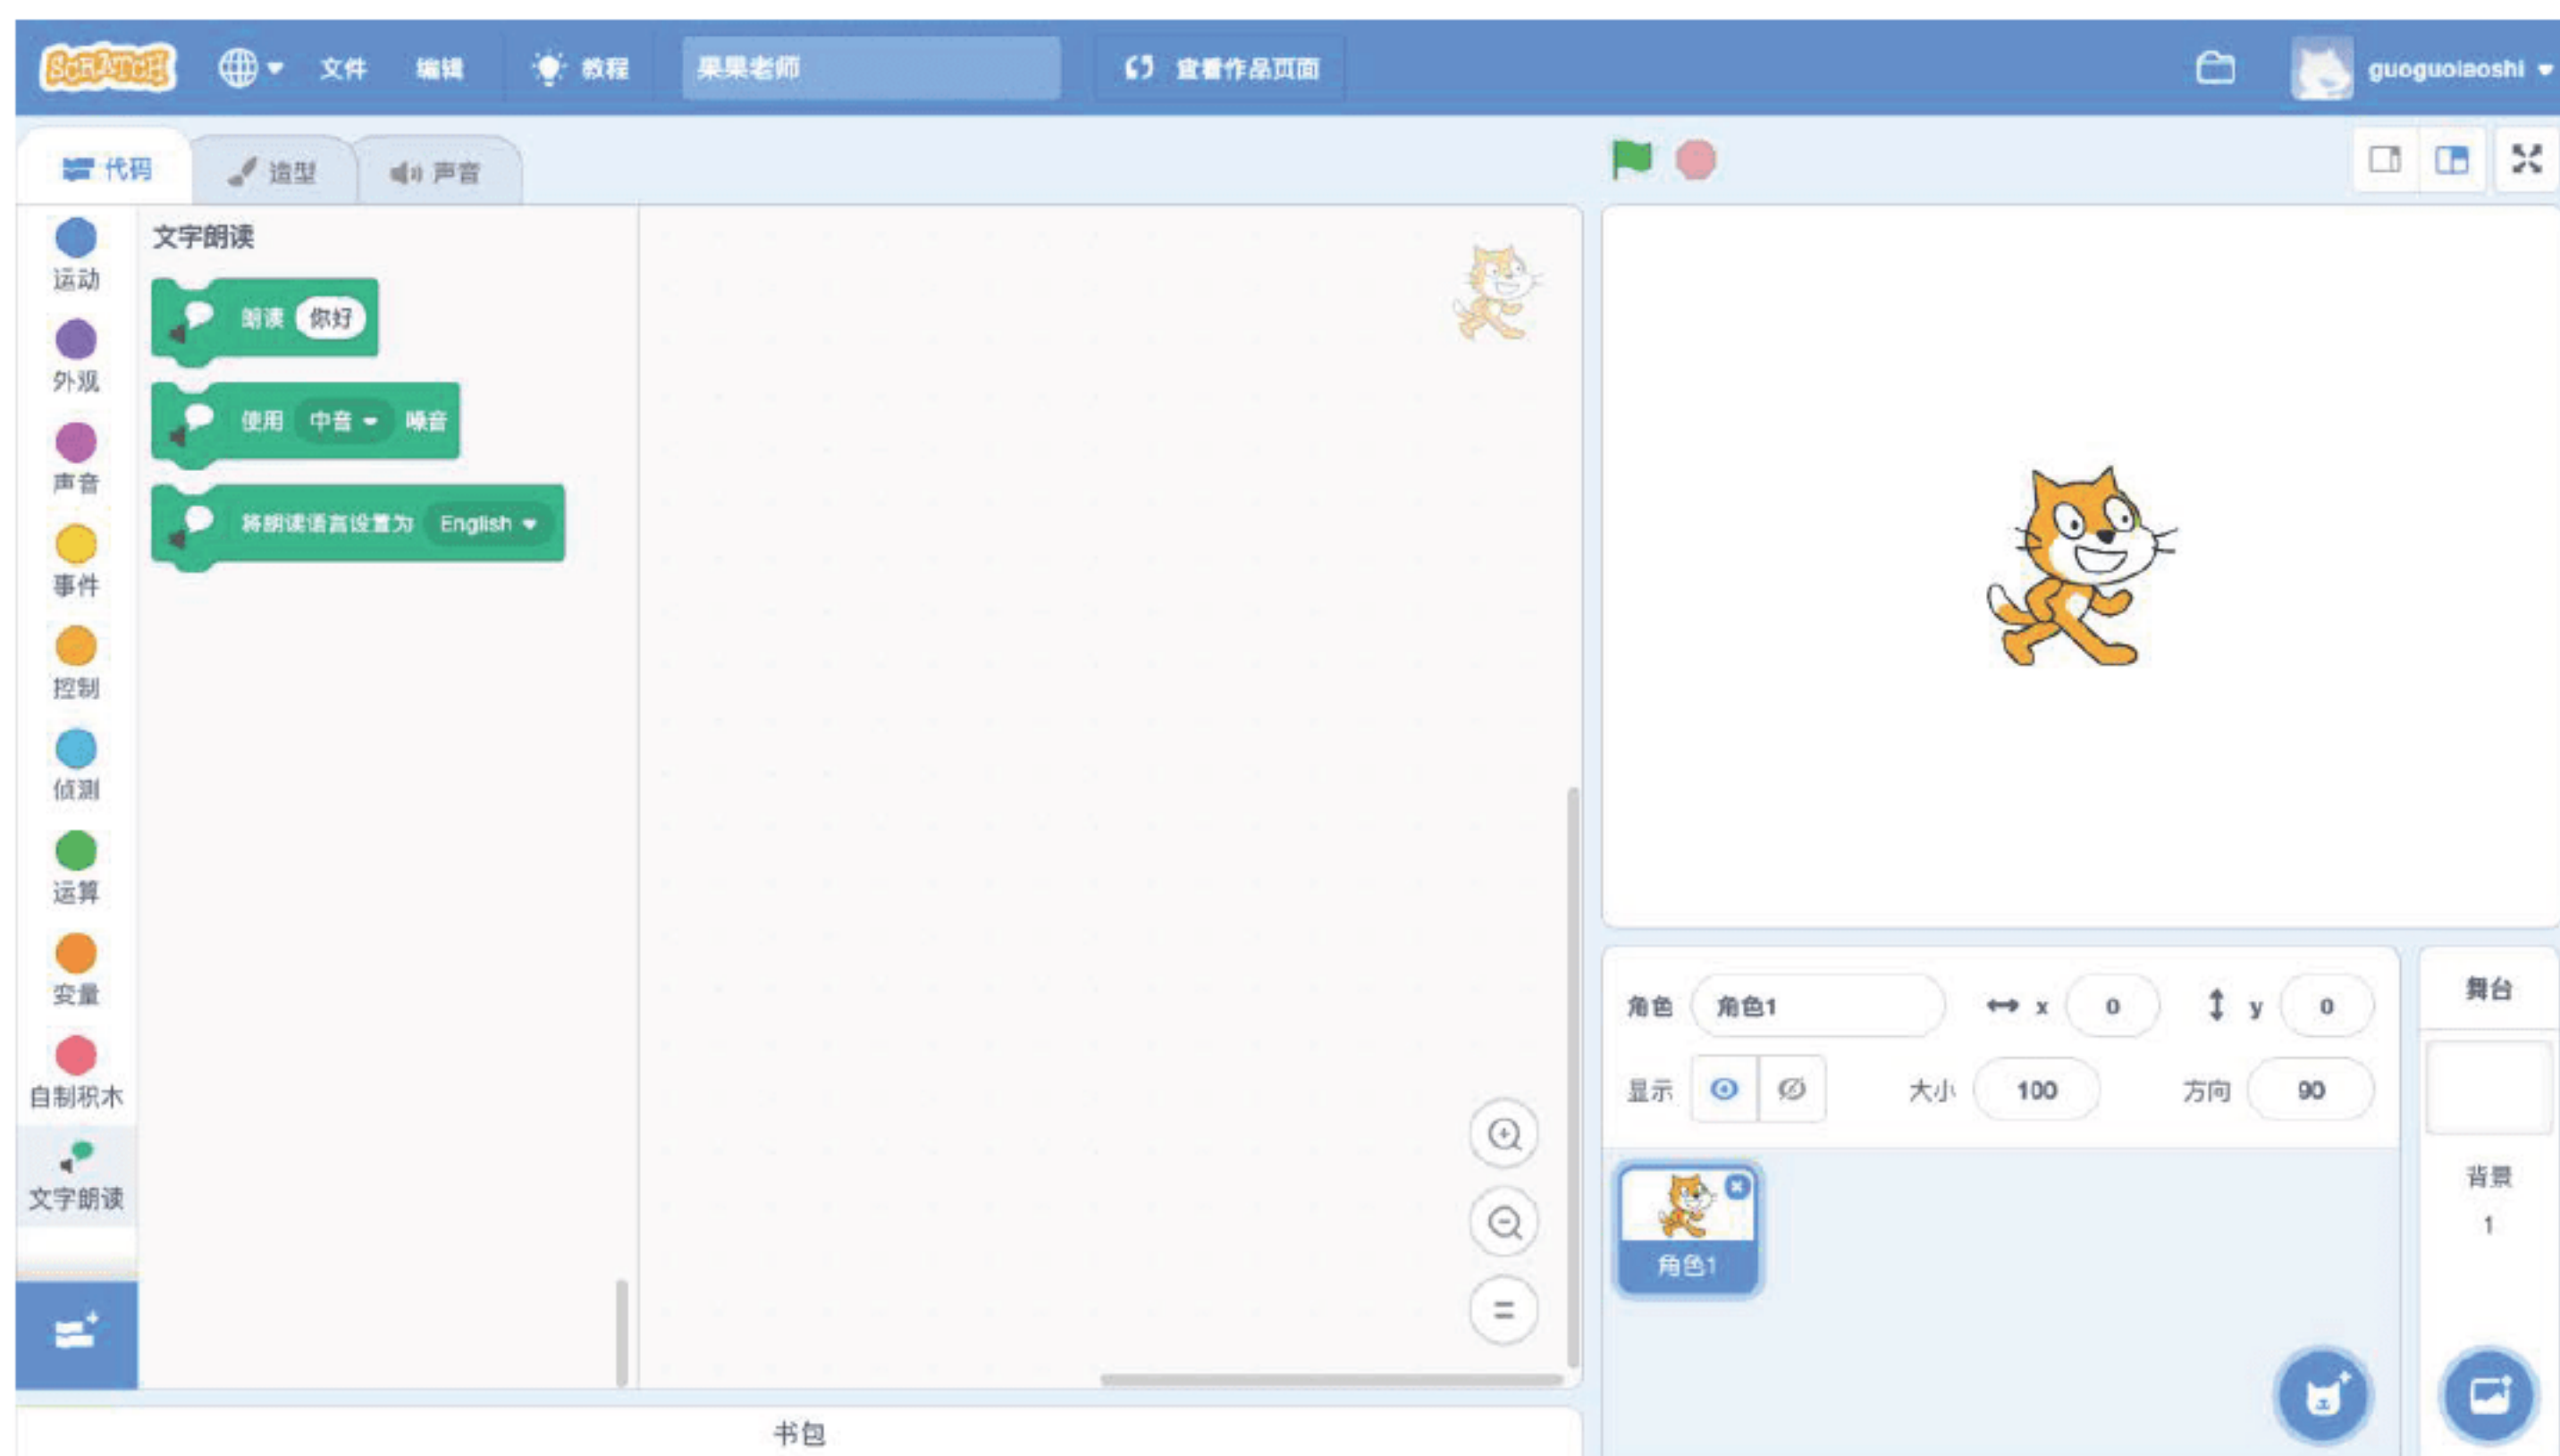 SCRATCH 文件 编辑 教程 果果老师 查看作品页面 guoguolaoshi
代码 造型 声音
运动
外观
声音
事件
控制
侦测
运算
变量
自制积木
文字朗读
文字朗读
朗读 你好
使用 中音 嗓音
将朗读语言设置为 English
角色 角色1 x 0 y 0
显示 大小 100 方向 90
角色1
舞台
背景
1
书包